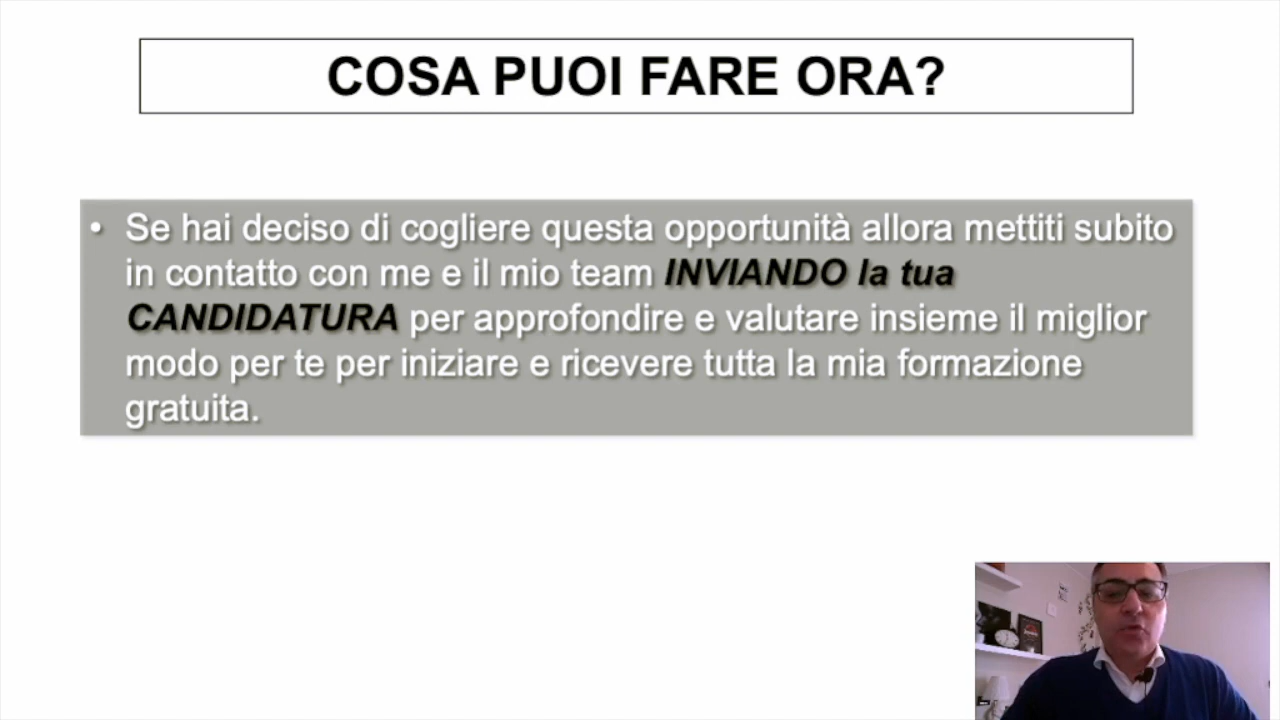 COSA PUOI FARE ORA?
• Se hai deciso di cogliere questa opportunità allora mettiti subito
in contatto con me e il mio team INVIANDO la tua
CANDIDATURA per approfondire e valutare insieme il miglior
modo per te per iniziare e ricevere tutta la mia formazione
gratuita.